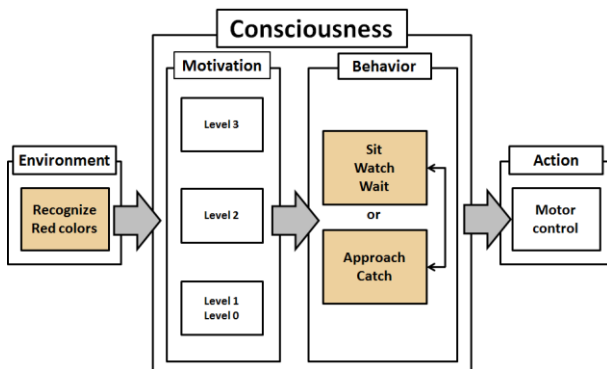 Consciousness
Motivation
Behavior
Level 3
Environment
Sit
Watch
Wait
Action
Recognize
Red colors
Level 2
or
Motor
control
Approach
Catch
Level 1
Level 0